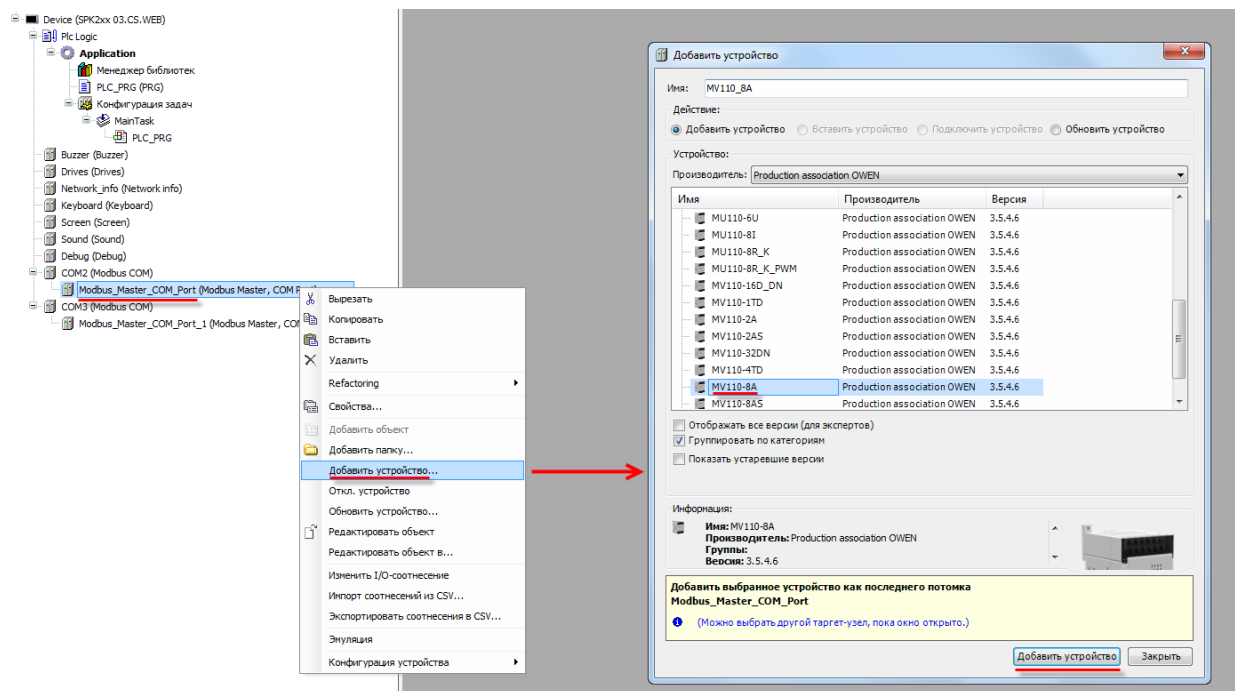 Device (SPK2xx 03.CS.WEB)
Plc Logic
Application
Менеджер библиотек
PLC_PRG (PRG)
Конфигурация задач
MainTask
PLC_PRG
Buzzer (Buzzer)
Drives (Drives)
Network_info (Network info)
Keyboard (Keyboard)
Screen (Screen)
Sound (Sound)
Debug (Debug)
COM2 (Modbus COM)
Modbus_Master_COM_Port (Modbus Master, COM
COM3 (Modbus COM)
Modbus_Master_COM_Port_1 (Modbus Master, COM
Вырезать
Копировать
Вставить
Удалить
Refactoring
Свойства...
Добавить объект
Добавить папку...
Добавить устройство...
Откл. устройство
Обновить устройство...
Редактировать объект
Редактировать объект в...
Изменить I/O-соотнесение
Импорт соотнесений из CSV...
Экспортировать соотнесения в CSV...
Эмуляция
Конфигурация устройства
Добавить устройство
Имя: MV110_8A
Действие:
Добавить устройство Вставить устройство Подключить устройство Обновить устройство
Устройство:
Производитель: Production association OWEN
Имя Производитель Версия
MU110-6U Production association OWEN 3.5.4.6
MU110-8I Production association OWEN 3.5.4.6
MU110-8R_K Production association OWEN 3.5.4.6
MU110-8R_K_PWM Production association OWEN 3.5.4.6
MV110-16D_DN Production association OWEN 3.5.4.6
MV110-1TD Production association OWEN 3.5.4.6
MV110-2A Production association OWEN 3.5.4.6
MV110-2AS Production association OWEN 3.5.4.6
MV110-32DN Production association OWEN 3.5.4.6
MV110-4TD Production association OWEN 3.5.4.6
MV110-8A Production association OWEN 3.5.4.6
MV110-8AS Production association OWEN 3.5.4.6
Отображать все версии (для экспертов)
Группировать по категориям
Показать устаревшие версии
Информация:
Имя: MV110-8A
Производитель: Production association OWEN
Группы:
Версия: 3.5.4.6
Добавить выбранное устройство как последнего потомка
Modbus_Master_COM_Port
(Можно выбрать другой таргет-узел, пока окно открыто.)
Добавить устройство Закрыть